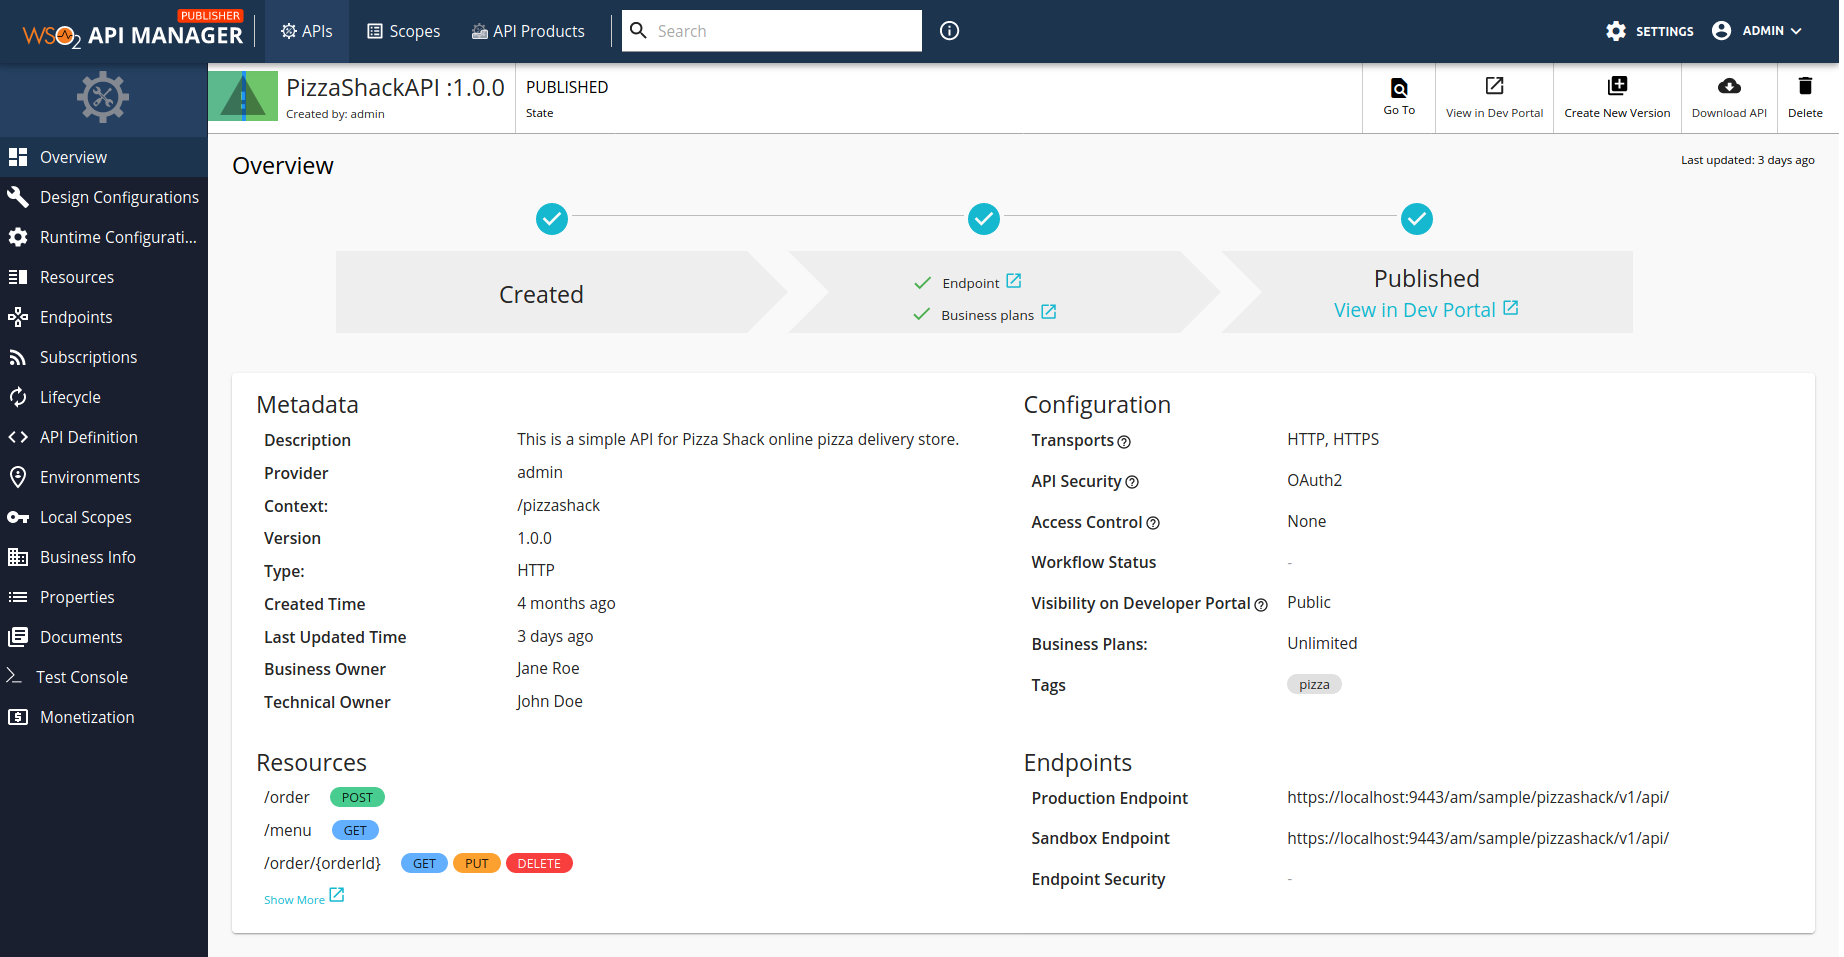 PUBLISHER
WSO2 API MANAGER
APIs
Scopes
API Products
Search
SETTINGS
ADMIN
PizzaShackAPI :1.0.0
Created by: admin
PUBLISHED
State
Go To
View in Dev Portal
Create New Version
Download API
Delete
Overview
Design Configurations
Runtime Configurati...
Resources
Endpoints
Subscriptions
Lifecycle
API Definition
Environments
Local Scopes
Business Info
Properties
Documents
Test Console
Monetization
Overview
Last updated: 3 days ago
Created
Endpoint
Business plans
Published
View in Dev Portal
Metadata
Description This is a simple API for Pizza Shack online pizza delivery store.
Provider admin
Context: /pizzashack
Version 1.0.0
Type: HTTP
Created Time 4 months ago
Last Updated Time 3 days ago
Business Owner Jane Roe
Technical Owner John Doe
Configuration
Transports HTTP, HTTPS
API Security OAuth2
Access Control None
Workflow Status -
Visibility on Developer Portal Public
Business Plans: Unlimited
Tags pizza
Resources
/order POST
/menu GET
/order/{orderId} GET PUT DELETE
Show More
Endpoints
Production Endpoint https://localhost:9443/am/sample/pizzashack/v1/api/
Sandbox Endpoint https://localhost:9443/am/sample/pizzashack/v1/api/
Endpoint Security -